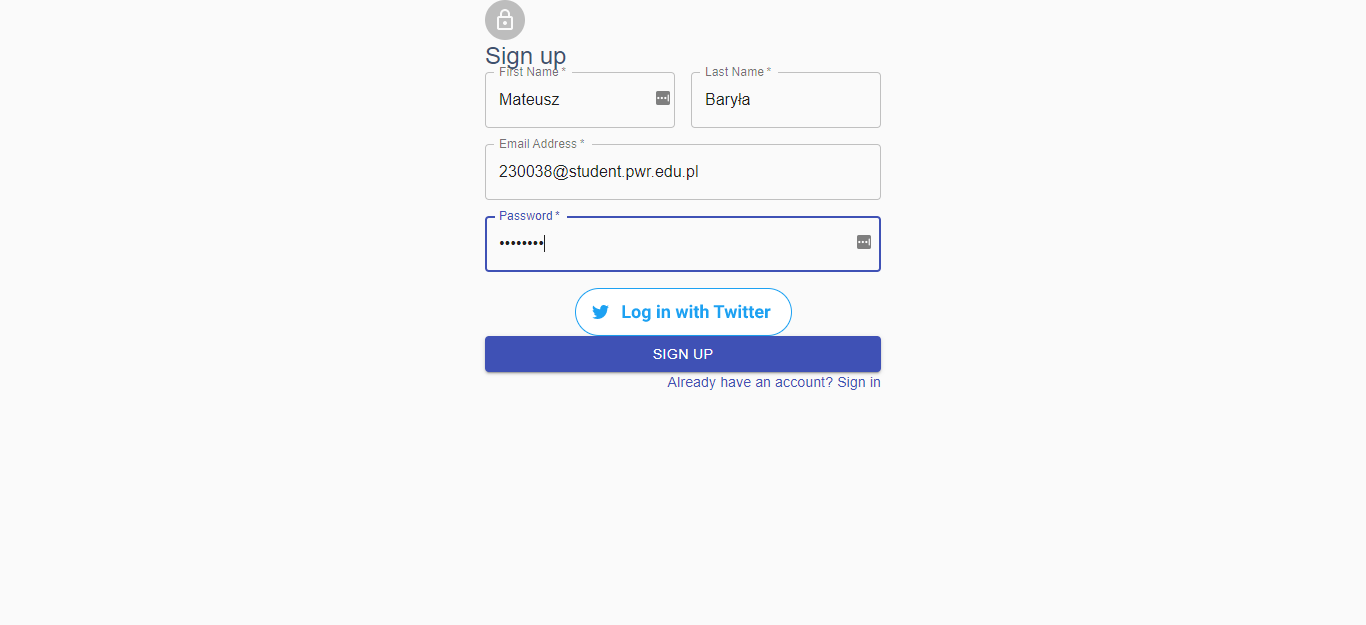 Sign up
First Name *
Last Name *
Mateusz
Baryła
Email Address *
230038@student.pwr.edu.pl
Password *
••••••••
Log in with Twitter
SIGN UP
Already have an account? Sign in